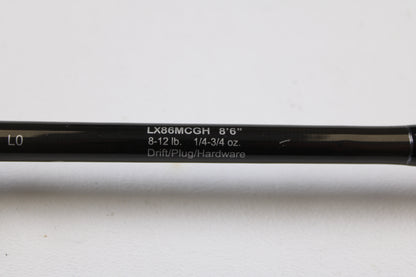 LX86MCGH 8'6"
LO 8-12 lb. 1/4-3/4 oz.
Drift/Plug/Hardware